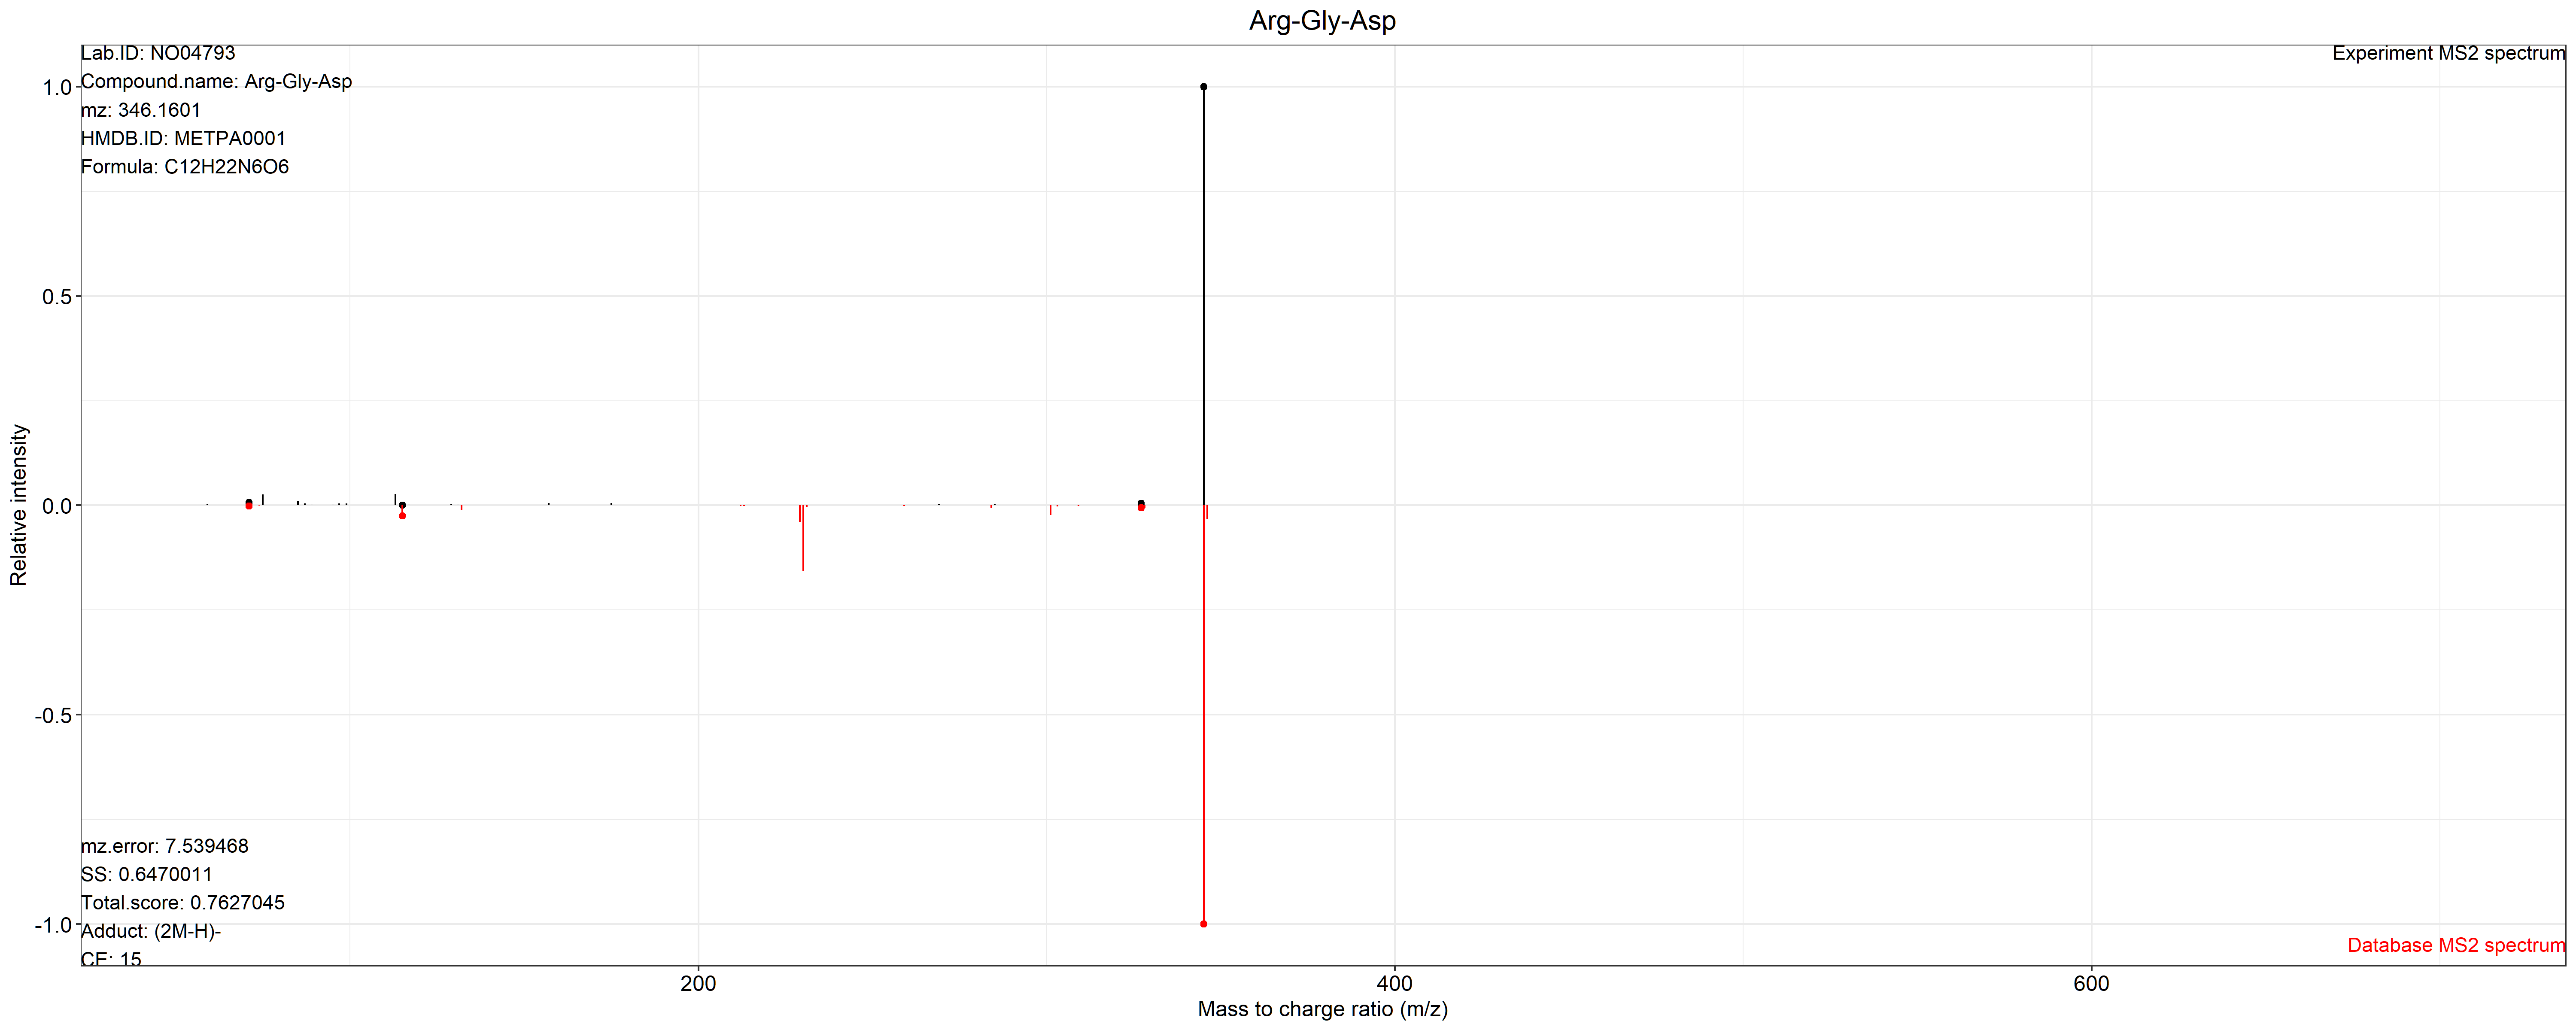 Arg-Gly-Asp
Lab.ID: NO04793
Compound.name: Arg-Gly-Asp
mz: 346.1601
HMDB.ID: METPA0001
Formula: C12H22N6O6
Experiment MS2 spectrum
1.0
0.5
0.0
-0.5
-1.0
Relative intensity
mz.error: 7.539468
SS: 0.6470011
Total.score: 0.7627045
Adduct: (2M-H)-
CE: 15
Database MS2 spectrum
200
400
600
Mass to charge ratio (m/z)